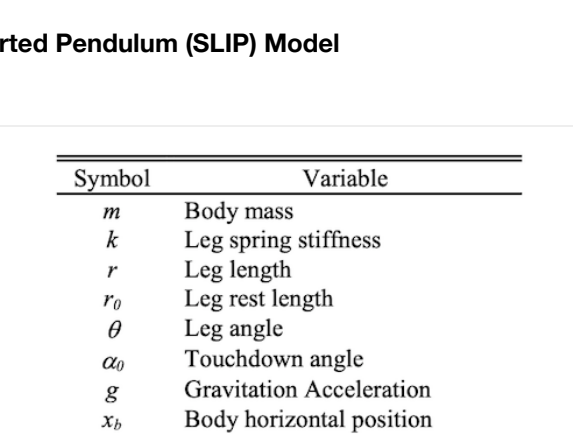 rted Pendulum (SLIP) Model
Symbol Variable
m Body mass
k Leg spring stiffness
r Leg length
r0 Leg rest length
θ Leg angle
α0 Touchdown angle
g Gravitation Acceleration
xb Body horizontal position